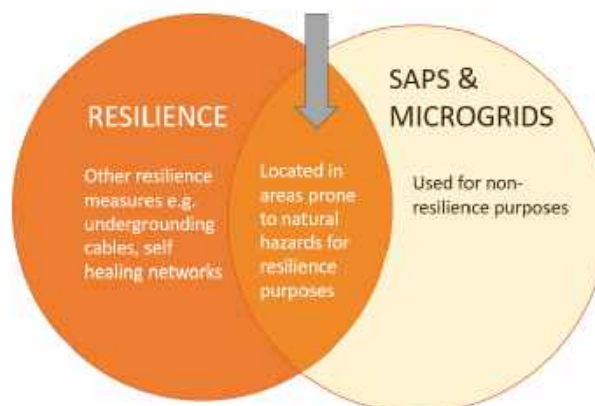 RESILIENCE
Other resilience
measures e.g.
undergrounding
cables, self
healing networks
Located in
areas prone
to natural
hazards for
resilience
purposes
SAPS &
MICROGRIDS
Used for non-
resilience purposes